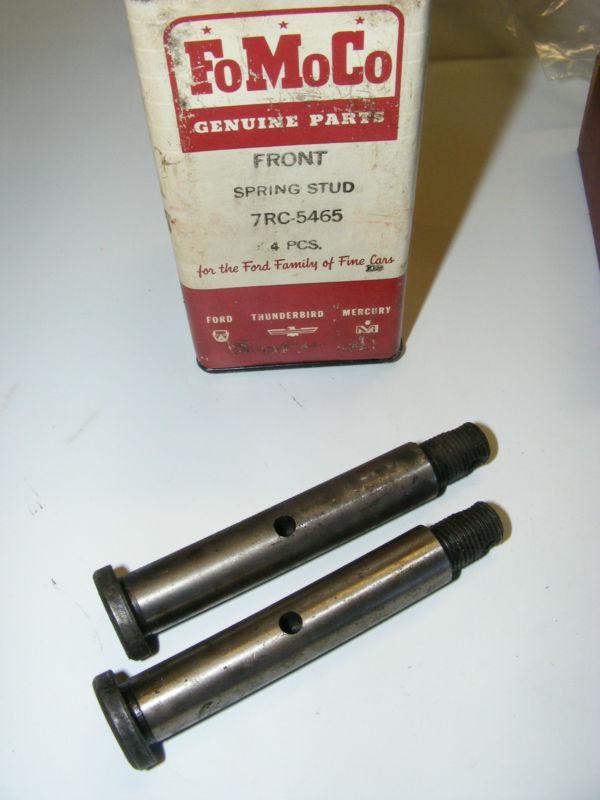 FoMoCo
GENUINE PARTS
FRONT
SPRING STUD
7RC-5465
4 PCS.
for the Ford Family of Fine Cars
FORD THUNDERBIRD MERCURY